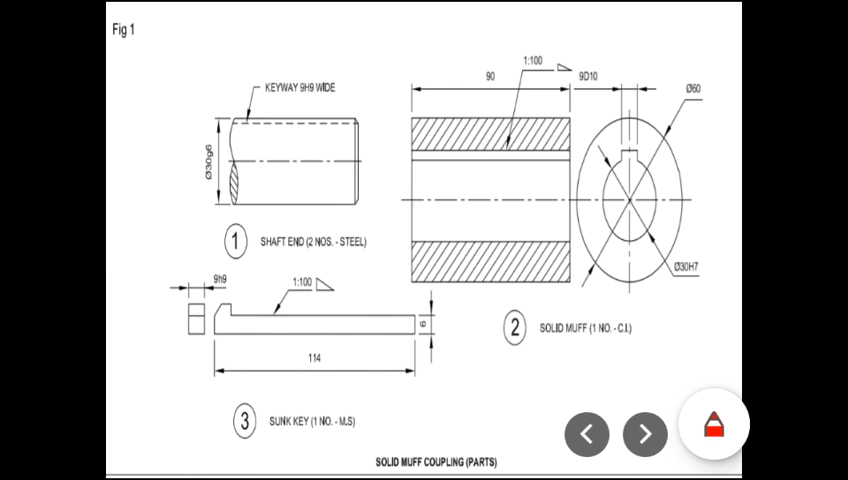 Fig 1
KEYWAY 9H9 WIDE
Ø30g6
1
SHAFT END (2 NOS. - STEEL)
1:100
90
9D10
Ø60
Ø30H7
2
SOLID MUFF (1 NO. - C.I.)
9h9
1:100
6
114
3
SUNK KEY (1 NO. - M.S)
SOLID MUFF COUPLING (PARTS)